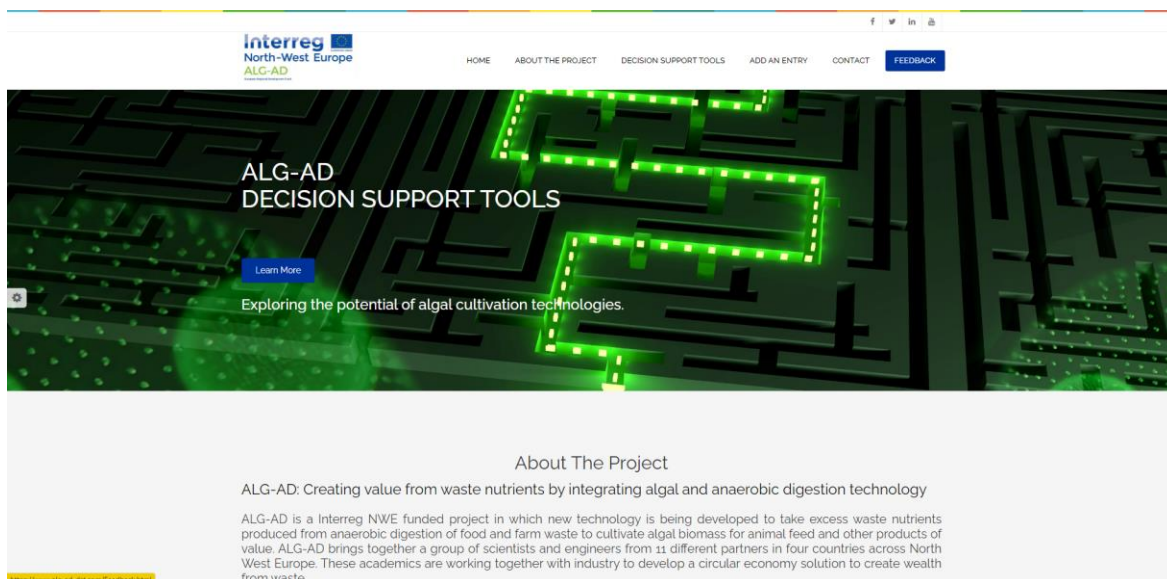 Interreg
North-West Europe
ALG-AD
HOME ABOUT THE PROJECT DECISION SUPPORT TOOLS ADD AN ENTRY CONTACT FEEDBACK
ALG-AD
DECISION SUPPORT TOOLS
Learn More
Exploring the potential of algal cultivation technologies.
About The Project
ALG-AD: Creating value from waste nutrients by integrating algal and anaerobic digestion technology
ALG-AD is a Interreg NWE funded project in which new technology is being developed to take excess waste nutrients
produced from anaerobic digestion of food and farm waste to cultivate algal biomass for animal feed and other products of
value. ALG-AD brings together a group of scientists and engineers from 11 different partners in four countries across North
West Europe. These academics are working together with industry to develop a circular economy solution to create wealth
from waste